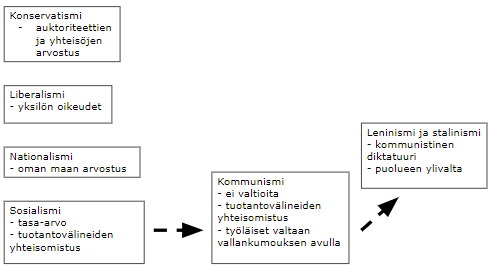 Konservatismi
- auktoriteettien
ja yhteisöjen
arvostus
Liberalismi
- yksilön oikeudet
Nationalismi
- oman maan arvostus
Sosialismi
- tasa-arvo
- tuotantovälineiden
yhteisomistus
Kommunismi
- ei valtioita
- tuotantovälineiden
yhteisomistus
- työläiset valtaan
vallankumouksen avulla
Leninismi ja stalinismi
- kommunistinen
diktatuuri
- puolueen ylivalta